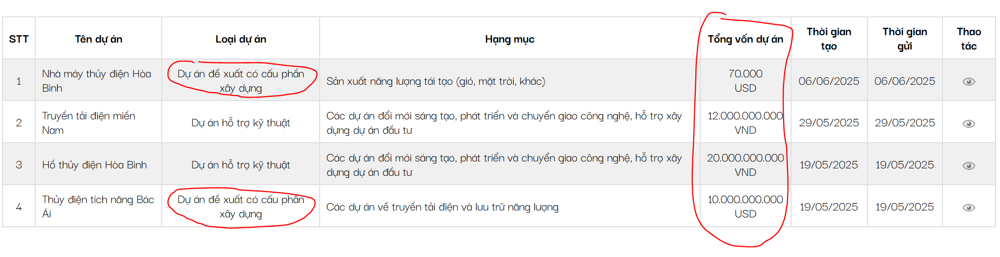 STT Tên dự án Loại dự án Hạng mục Tổng vốn dự án Thời gian tạo Thời gian gửi Thao tác
1 Nhà máy thủy điện Hòa Bình Dự án đề xuất có cấu phần xây dựng Sản xuất năng lượng tái tạo (gió, mặt trời, khác) 70.000 USD 06/06/2025 06/06/2025
2 Truyền tải điện miền Nam Dự án hỗ trợ kỹ thuật Các dự án đổi mới sáng tạo, phát triển và chuyển giao công nghệ, hỗ trợ xây dựng dự án đầu tư 12.000.000.000 VND 29/05/2025 29/05/2025
3 Hồ thủy điện Hòa Bình Dự án hỗ trợ kỹ thuật Các dự án đổi mới sáng tạo, phát triển và chuyển giao công nghệ, hỗ trợ xây dựng dự án đầu tư 20.000.000.000 VND 19/05/2025 19/05/2025
4 Thủy điện tích năng Bác Ái Dự án đề xuất có cấu phần xây dựng Các dự án về truyền tải điện và lưu trữ năng lượng 10.000.000.000 USD 19/05/2025 19/05/2025